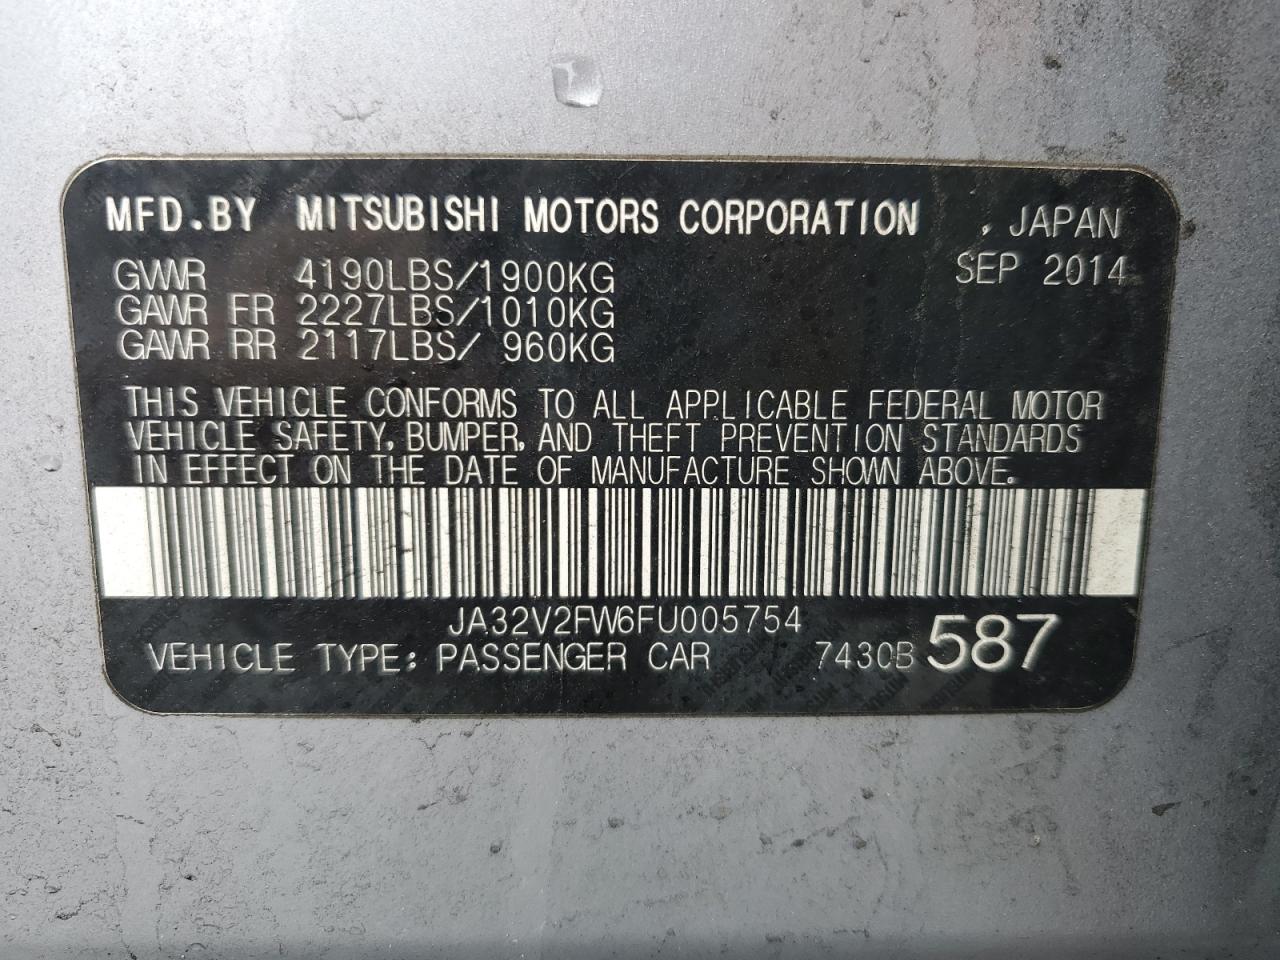 MFD.BY MITSUBISHI MOTORS CORPORATION , JAPAN
GVWR 4190LBS/1900KG SEP 2014
GAWR FR 2227LBS/1010KG
GAWR RR 2117LBS/ 960KG
THIS VEHICLE CONFORMS TO ALL APPLICABLE FEDERAL MOTOR
VEHICLE SAFETY, BUMPER, AND THEFT PREVENTION STANDARDS
IN EFFECT ON THE DATE OF MANUFACTURE SHOWN ABOVE.
JA32V2FW6FU005754
VEHICLE TYPE: PASSENGER CAR 7430B 587